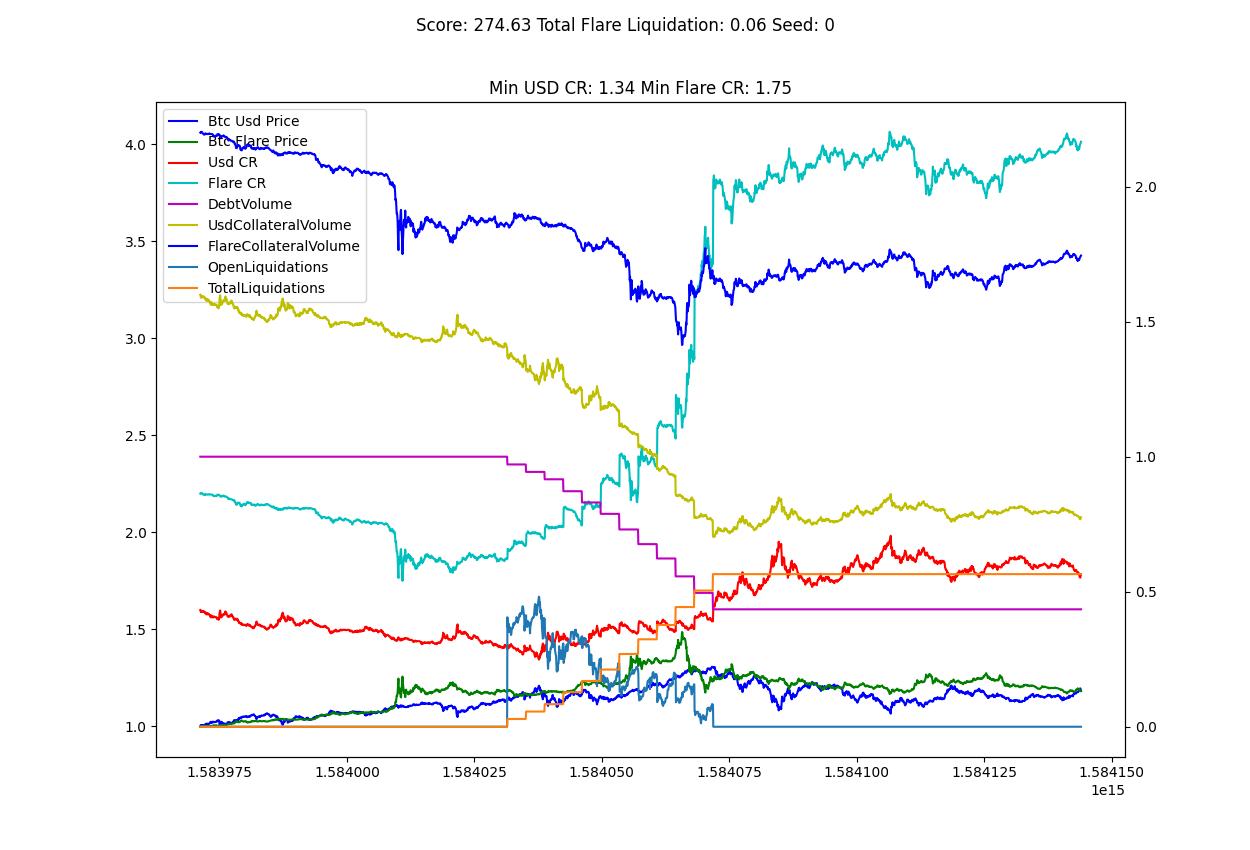 Score: 274.63 Total Flare Liquidation: 0.06 Seed: 0
Min USD CR: 1.34 Min Flare CR: 1.75
Btc Usd Price
Btc Flare Price
Usd CR
Flare CR
DebtVolume
UsdCollateralVolume
FlareCollateralVolume
OpenLiquidations
TotalLiquidations
4.0
3.5
3.0
2.5
2.0
1.5
1.0
2.0
1.5
1.0
0.5
0.0
1.583975 1.584000 1.584025 1.584050 1.584075 1.584100 1.584125 1.584150
1e15